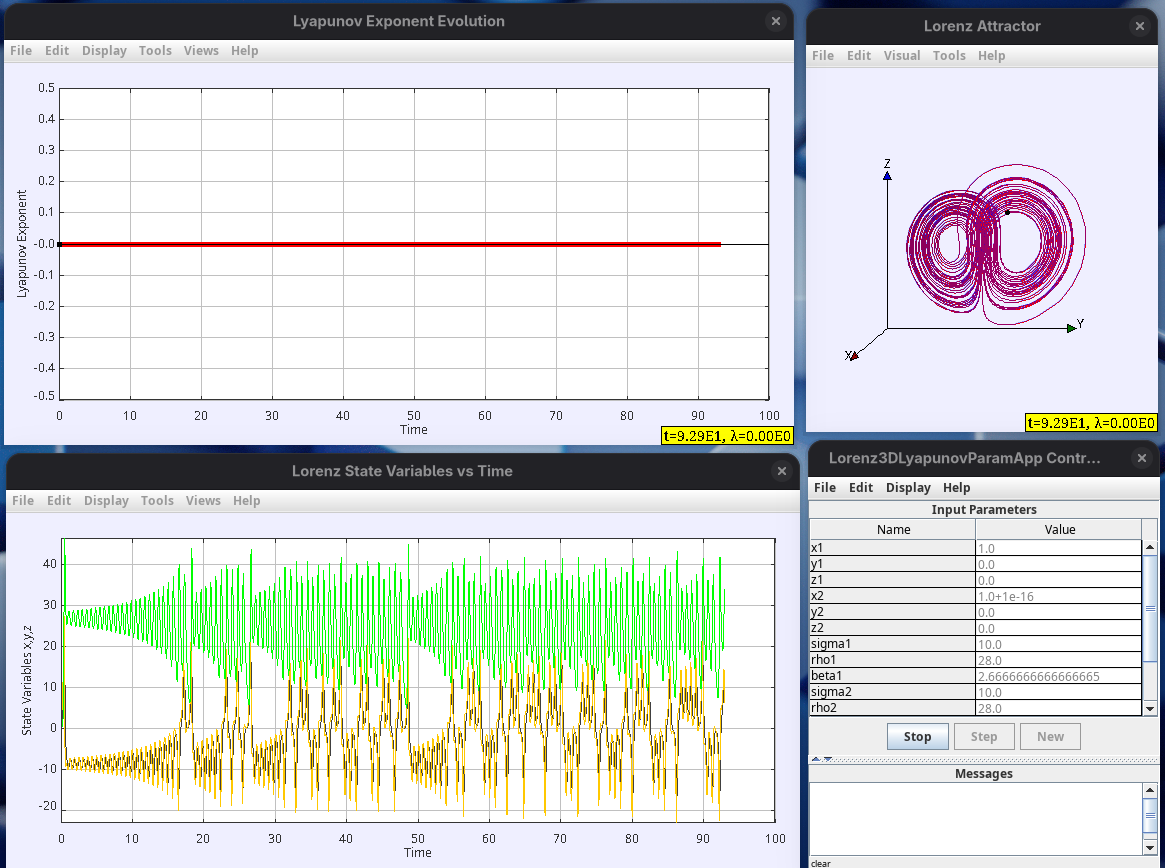 Lyapunov Exponent Evolution
File Edit Display Tools Views Help
0.5
0.4
0.3
0.2
0.1
-0.0
-0.1
-0.2
-0.3
-0.4
-0.5
Lyapunov Exponent
0 10 20 30 40 50 60 70 80 90 100
Time
t=9.29E1, λ=0.00E0
Lorenz Attractor
File Edit Visual Tools Help
Z
Y
X
t=9.29E1, λ=0.00E0
Lorenz State Variables vs Time
File Edit Display Tools Views Help
40
30
20
10
0
-10
-20
State Variables x,y,z
0 10 20 30 40 50 60 70 80 90 100
Time
Lorenz3DLyapunovParamApp Contr...
File Edit Display Help
Input Parameters
Name Value
x1 1.0
y1 0.0
z1 0.0
x2 1.0+1e-16
y2 0.0
z2 0.0
sigma1 10.0
rho1 28.0
beta1 2.6666666666666665
sigma2 10.0
rho2 28.0
Stop Step New
Messages
clear